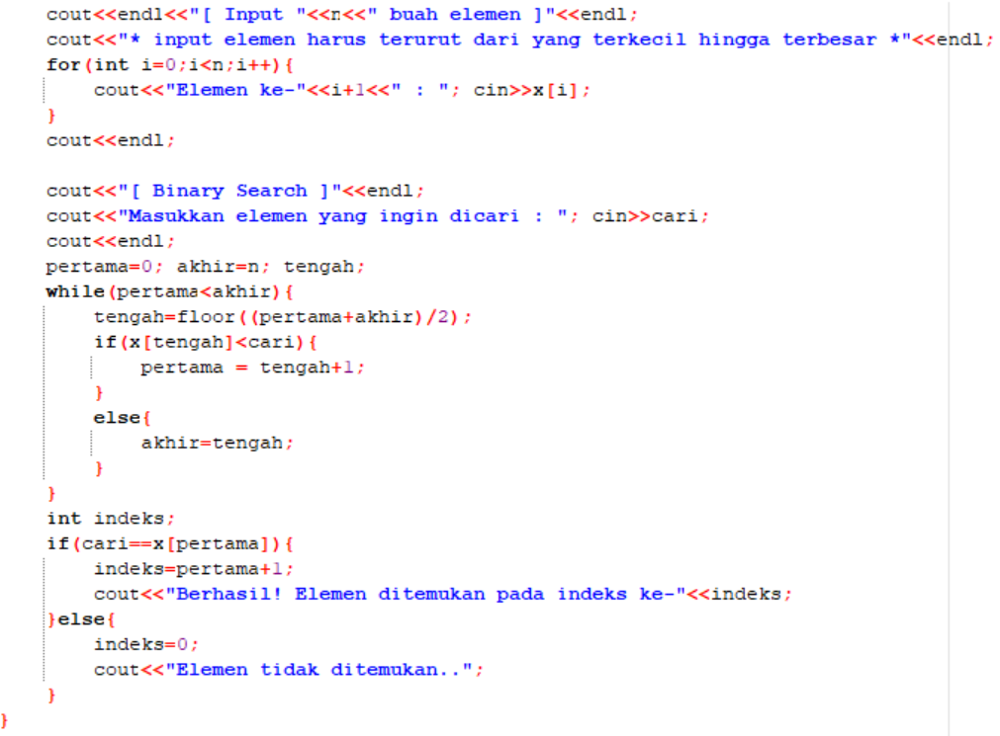 cout<<endl<<"[ Input "<<n<<" buah elemen ]"<<endl;
cout<<"* input elemen harus terurut dari yang terkecil hingga terbesar *"<<endl;
for(int i=0;i<n;i++){
cout<<"Elemen ke-"<<i+1<<" : "; cin>>x[i];
}
cout<<endl;
cout<<"[ Binary Search ]"<<endl;
cout<<"Masukkan elemen yang ingin dicari : "; cin>>cari;
cout<<endl;
pertama=0; akhir=n; tengah;
while(pertama<akhir){
tengah=floor((pertama+akhir)/2);
if(x[tengah]<cari){
pertama = tengah+1;
}
else{
akhir=tengah;
}
}
int indeks;
if(cari==x[pertama]){
indeks=pertama+1;
cout<<"Berhasil! Elemen ditemukan pada indeks ke-"<<indeks;
}else{
indeks=0;
cout<<"Elemen tidak ditemukan..";
}
}